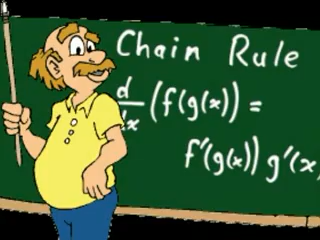 Chain Rule
d/dx (f(g(x)) =
f'(g(x)) g'(x)